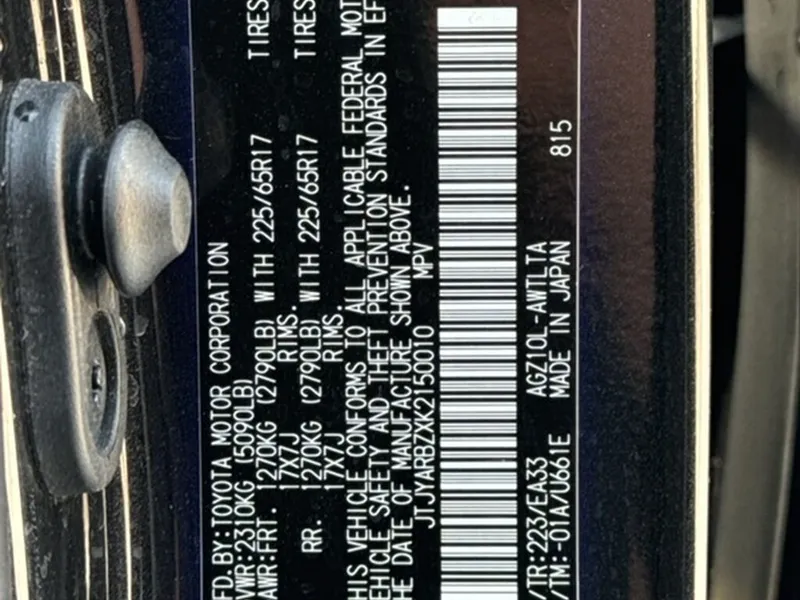 FD.BY:TOYOTA MOTOR CORPORATION
VWR:2310KG (5090LB)
AWR:FRT. 1270KG (2790LB) WITH 225/65R17 TIRES
17X7J RIMS.
RR. 1270KG (2790LB) WITH 225/65R17 TIRES
17X7J RIMS.
HIS VEHICLE CONFORMS TO ALL APPLICABLE FEDERAL MOT
EHICLE SAFETY AND THEFT PREVENTION STANDARDS IN EF
HE DATE OF MANUFACTURE SHOWN ABOVE.
JTJYARBZXK2150010 MPV
/TR:223/EA33 AGZ10L-AWTLTA 815
/TM:-01A/U661E MADE IN JAPAN